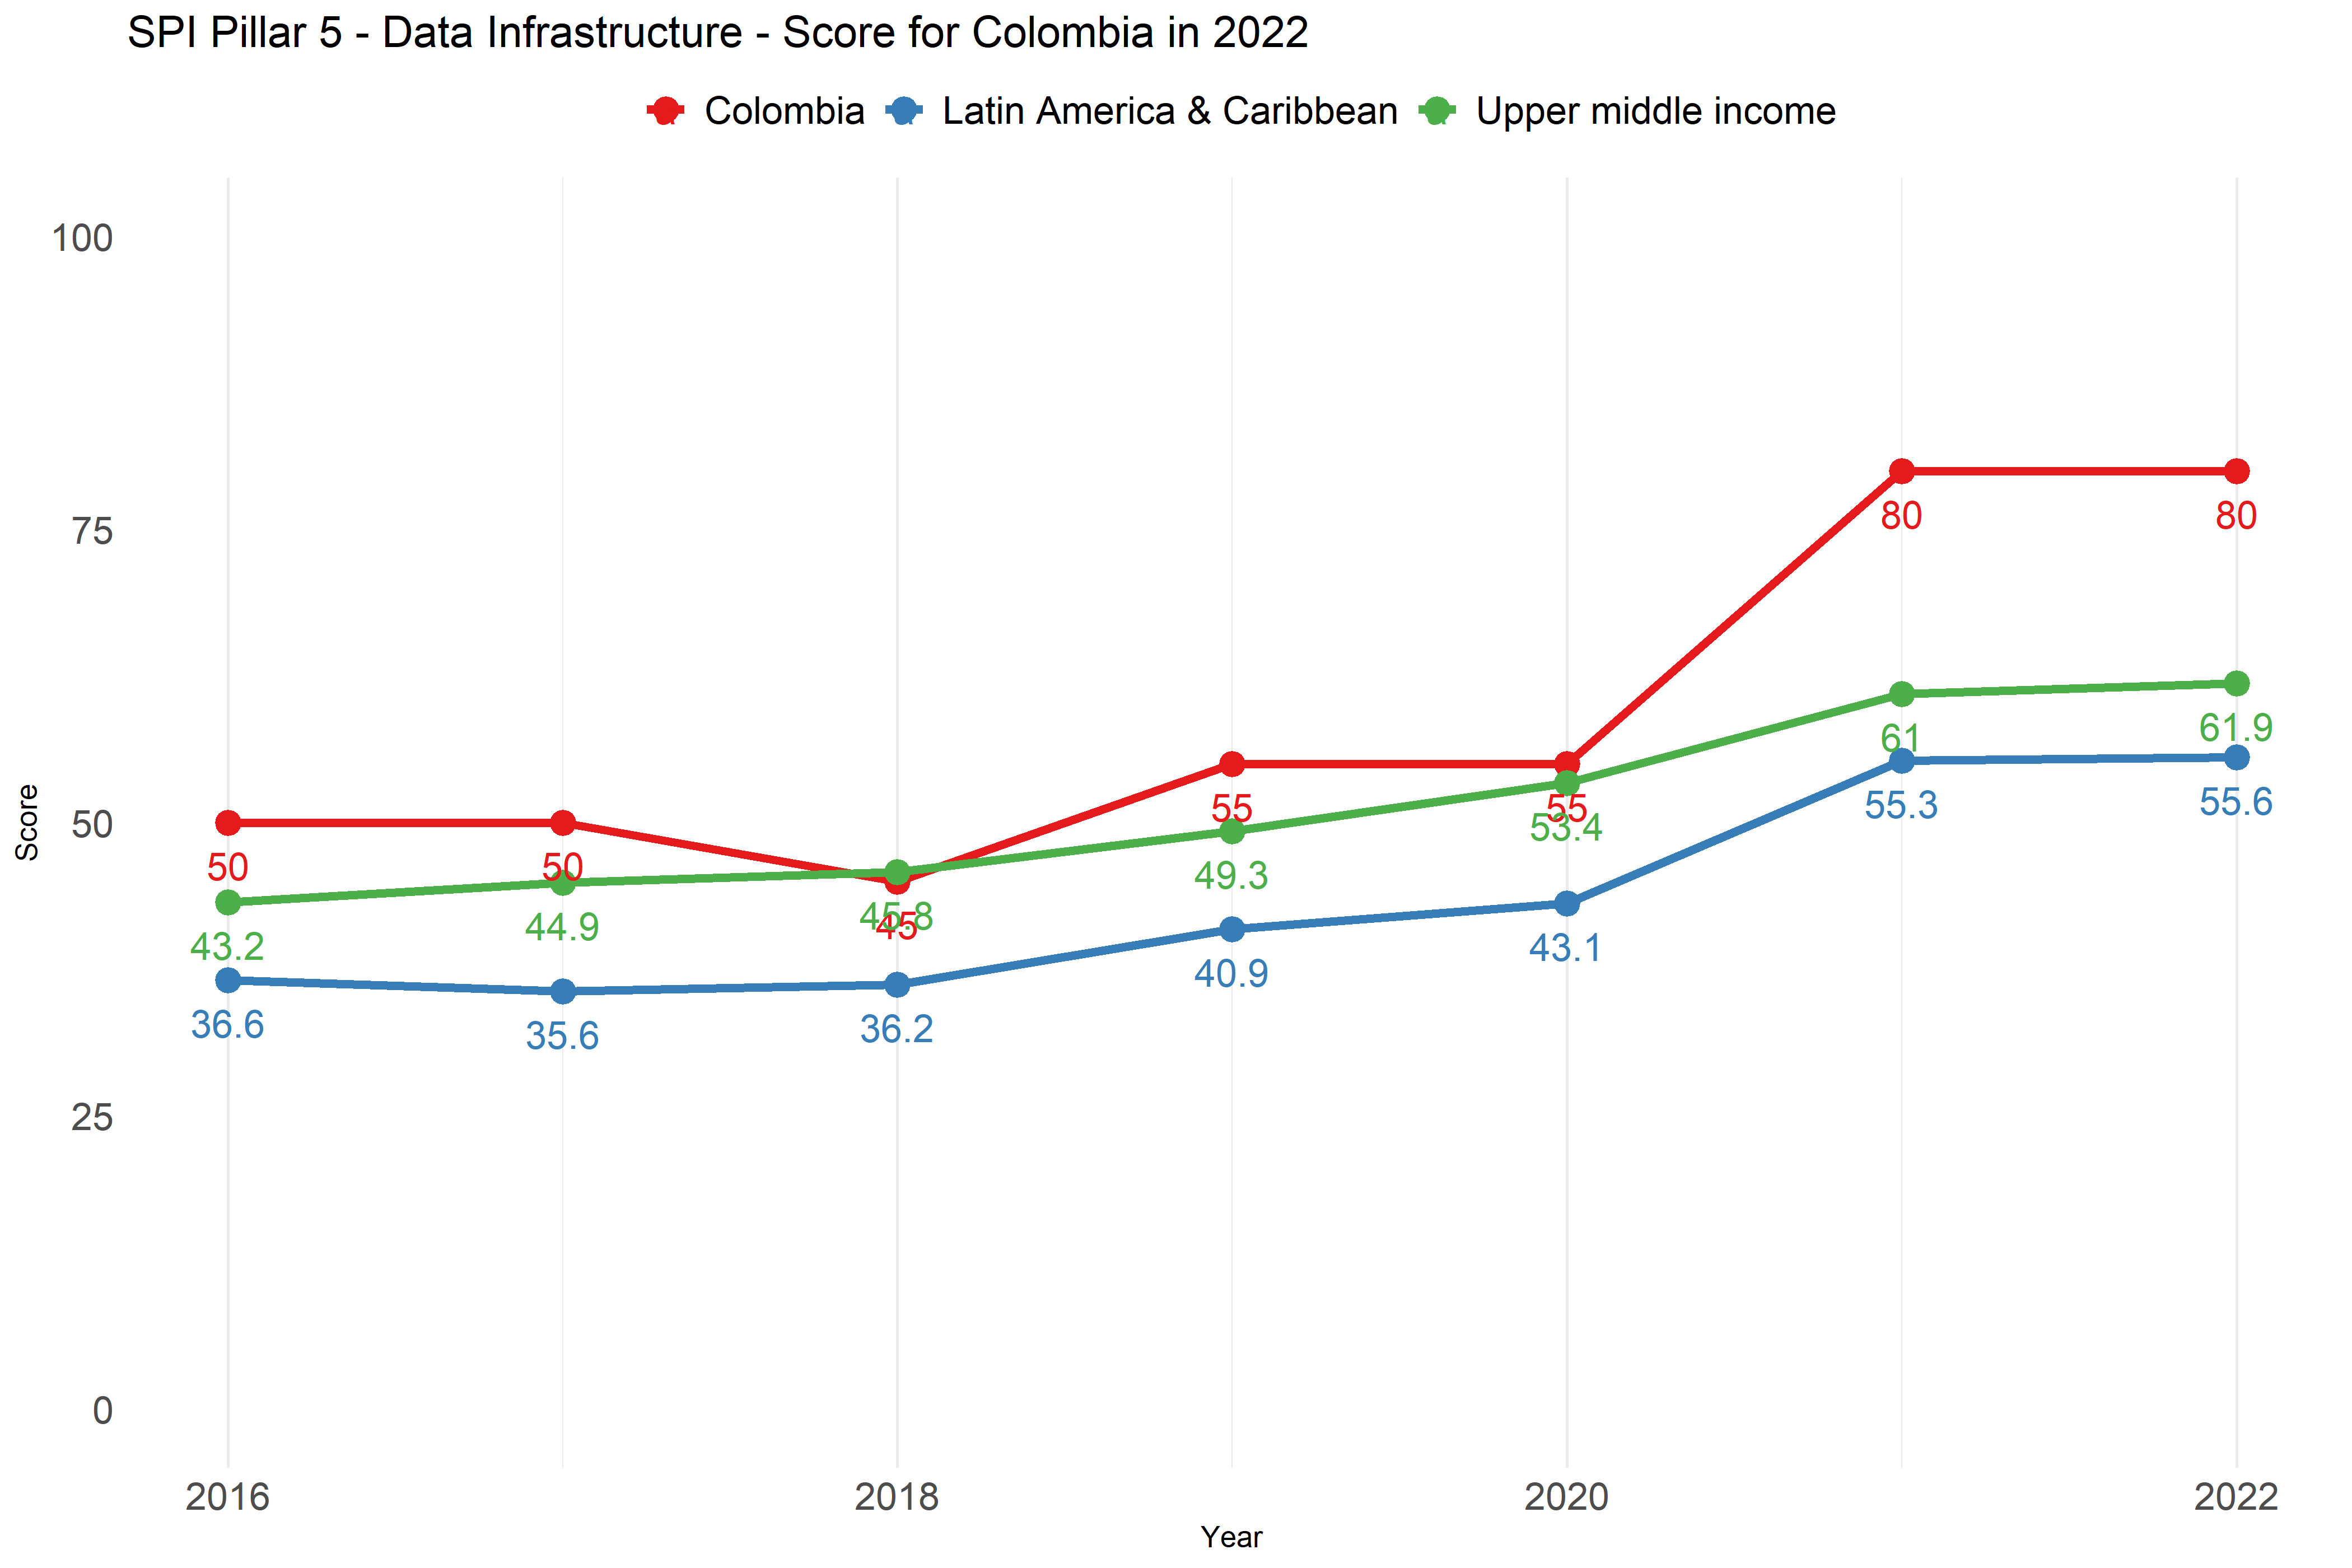 SPI Pillar 5 - Data Infrastructure - Score for Colombia in 2022
Colombia Latin America & Caribbean Upper middle income
100
75
50
25
0
Score
80 80
61 61.9
55.3 55.6
55 55
53.4
50 50
49.3
43.2 44.9 45.8
45
43.1
40.9
36.6 35.6 36.2
2016 2018 2020 2022
Year